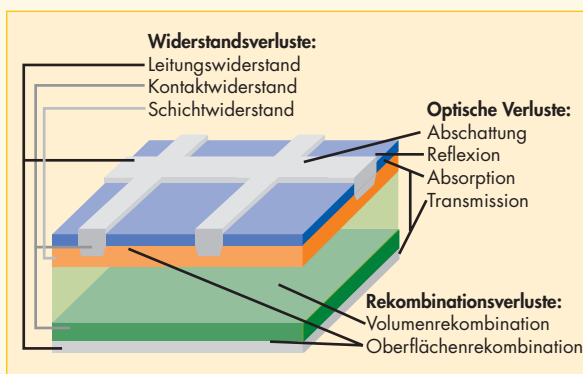 Widerstandsverluste:
Leitungswiderstand
Kontaktwiderstand
Schichtwiderstand
Optische Verluste:
Abschattung
Reflexion
Absorption
Transmission
Rekombinationsverluste:
Volumenrekombination
Oberflächenrekombination